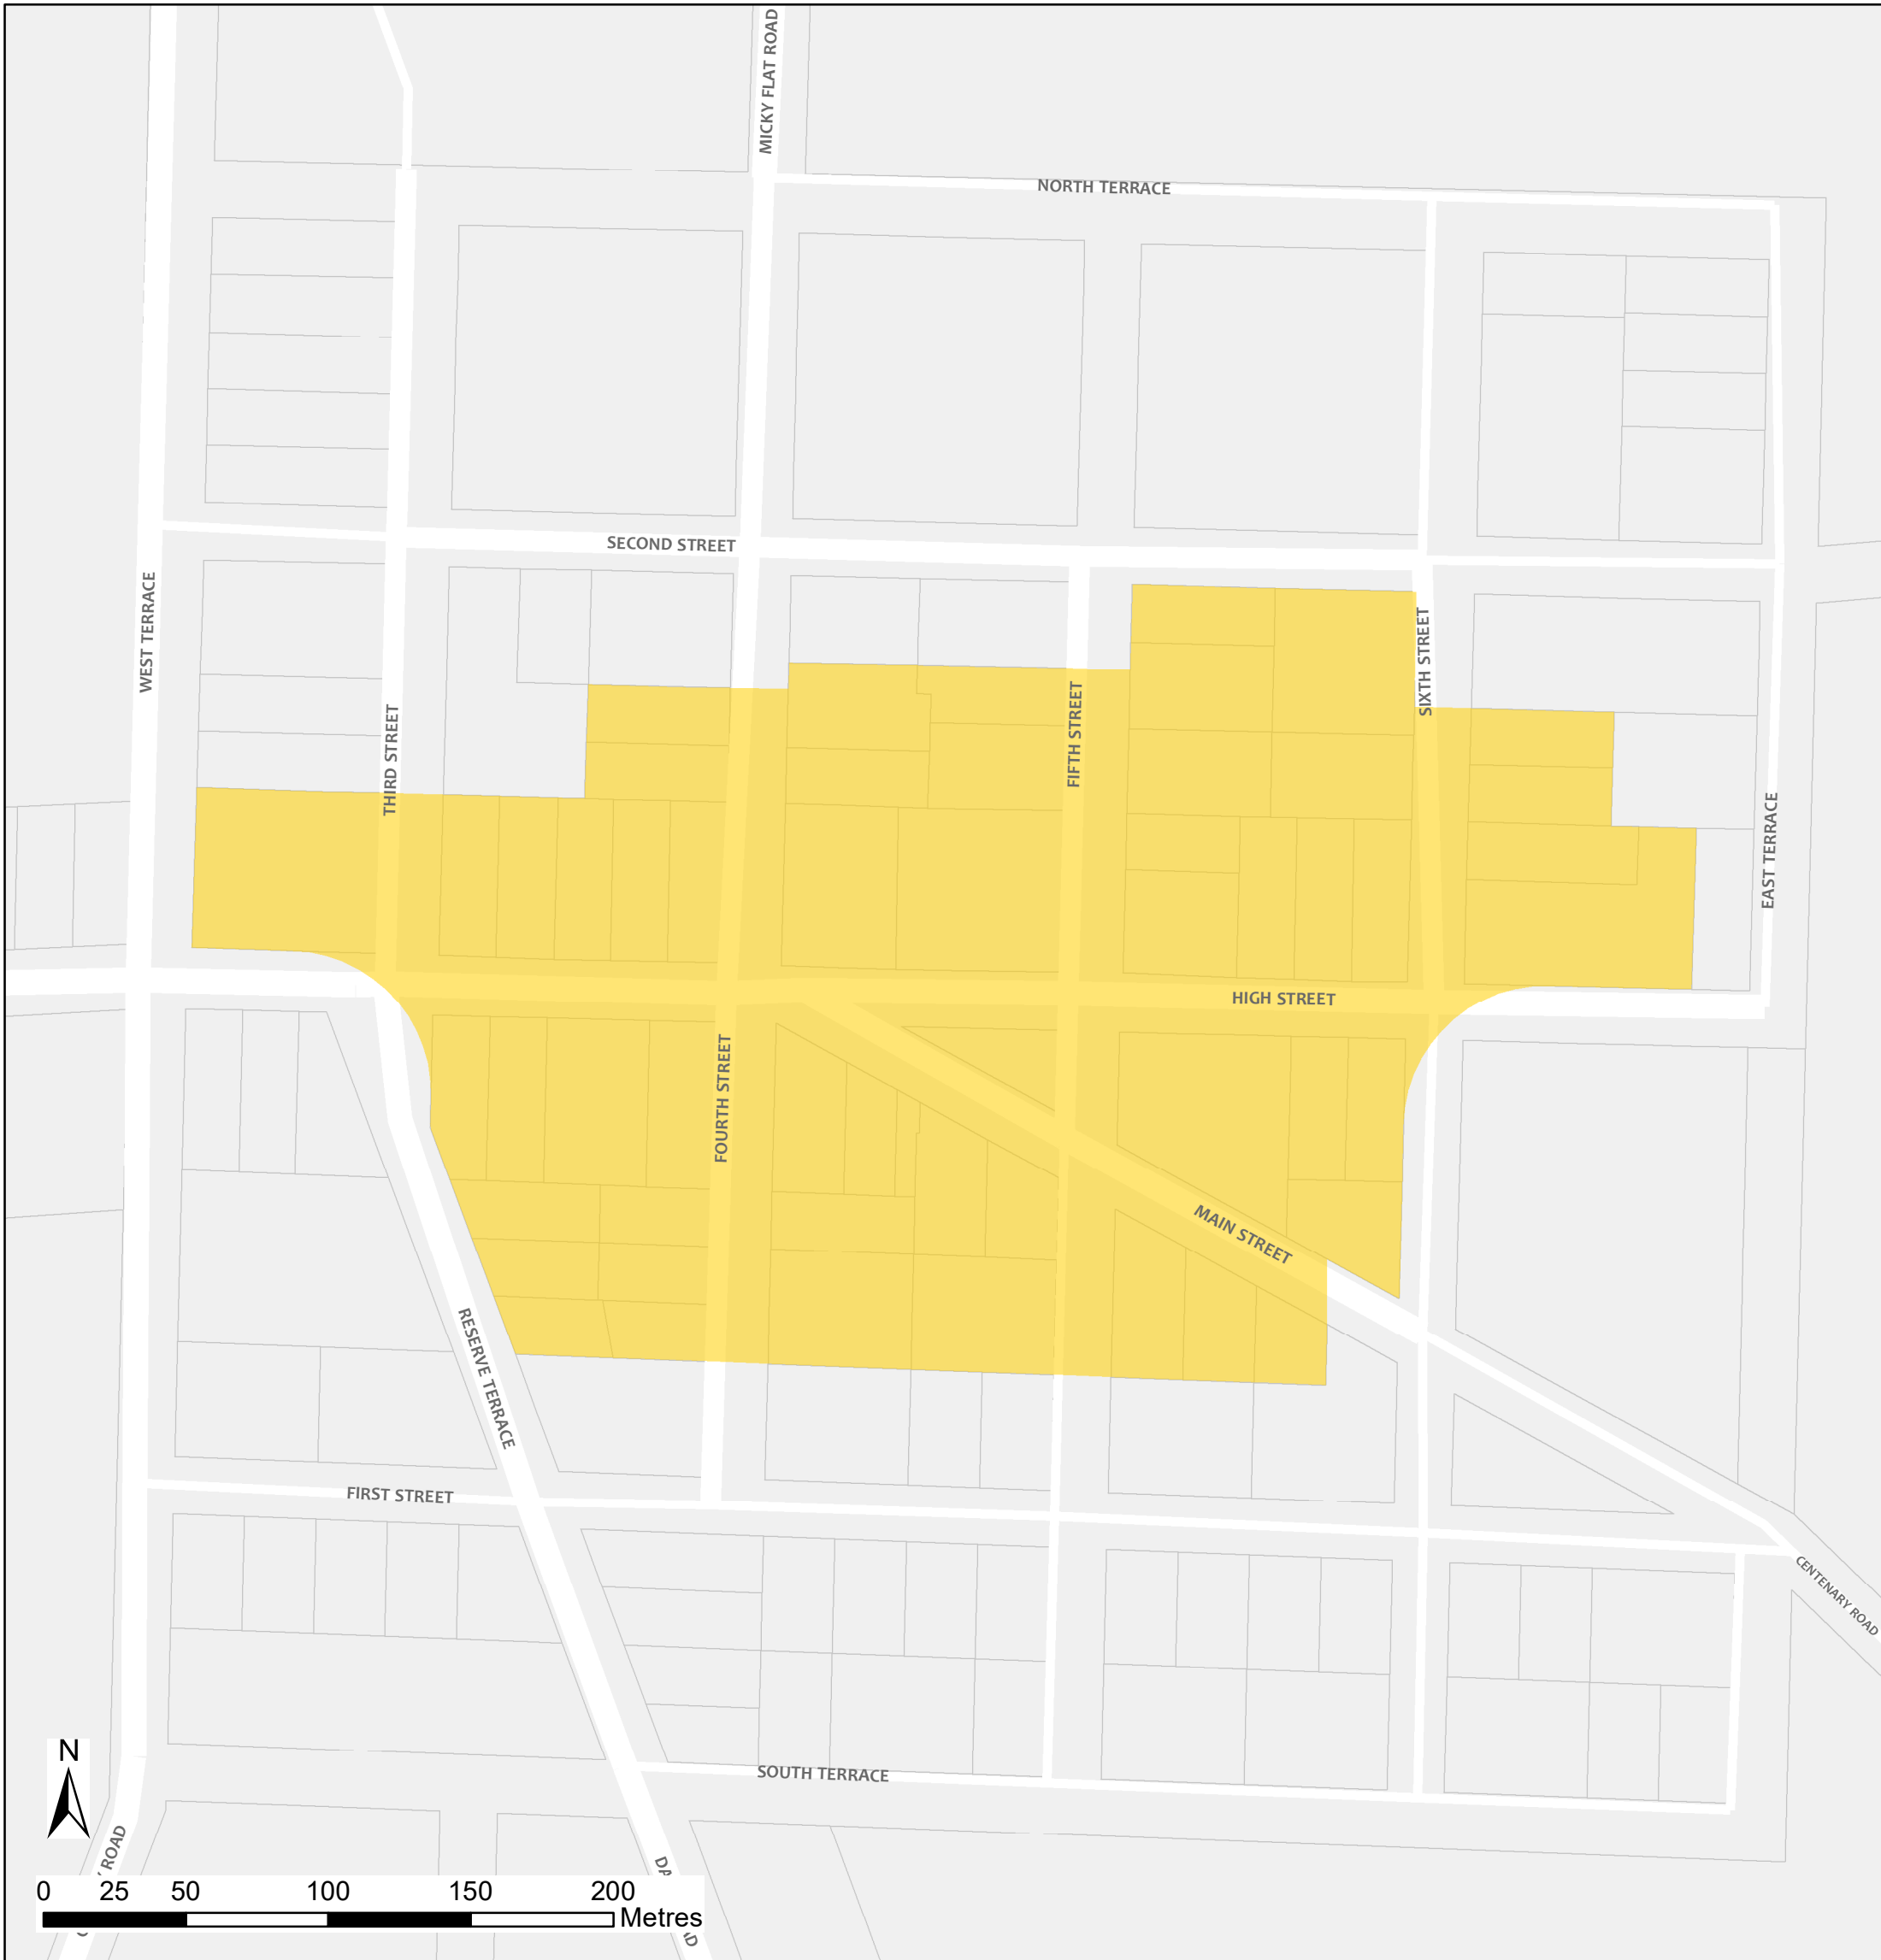 MICKY FLAT ROAD
NORTH TERRACE
SECOND STREET
WEST TERRACE
SIXTH STREET
THIRD STREET
FIFTH STREET
EAST TERRACE
HIGH STREET
FOURTH STREET
MAIN STREET
RESERVE TERRACE
FIRST STREET
CENTENARY ROAD
SOUTH TERRACE
N
ROAD
0 25 50 100 150 200
Metres